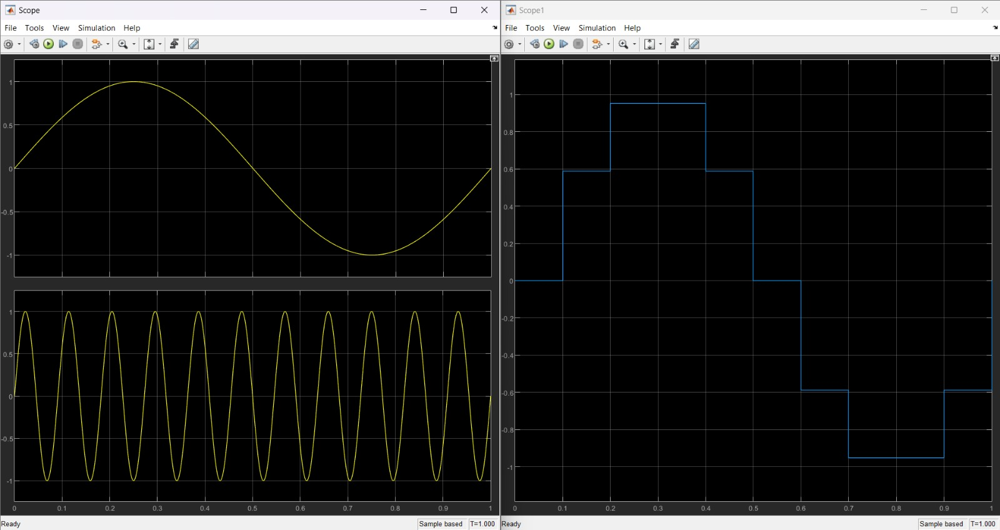 Scope
File Tools View Simulation Help
1
0.5
0
-0.5
-1
1
0.5
0
-0.5
-1
0 0.1 0.2 0.3 0.4 0.5 0.6 0.7 0.8 0.9 1
Ready Sample based T=1.000
Scope1
File Tools View Simulation Help
1
0.8
0.6
0.4
0.2
0
-0.2
-0.4
-0.6
-0.8
-1
0 0.1 0.2 0.3 0.4 0.5 0.6 0.7 0.8 0.9 1
Ready Sample based T=1.000